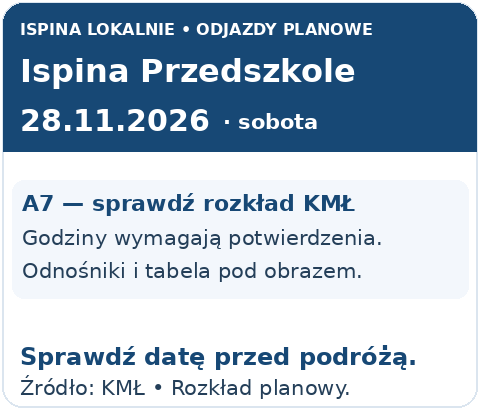 ISPINA LOKALNIE • ODJAZDY PLANOWE
Ispina Przedszkole
28.11.2026 · sobota
A7 — sprawdź rozkład KMŁ
Godziny wymagają potwierdzenia.
Odnośniki i tabela pod obrazem.
Sprawdź datę przed podróżą.
Źródło: KMŁ • Rozkład planowy.